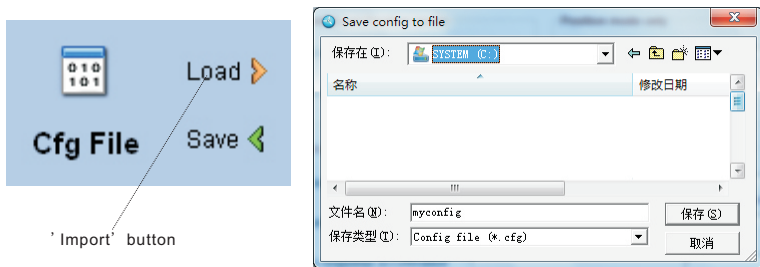 010
101
Load
Cfg File
Save
' Import' button
Save config to file
保存在(I):
SYSTEM (C:)
名称
修改日期
文件名(N):
myconfig
保存(S)
保存类型(T):
Config file (*.cfg)
取消